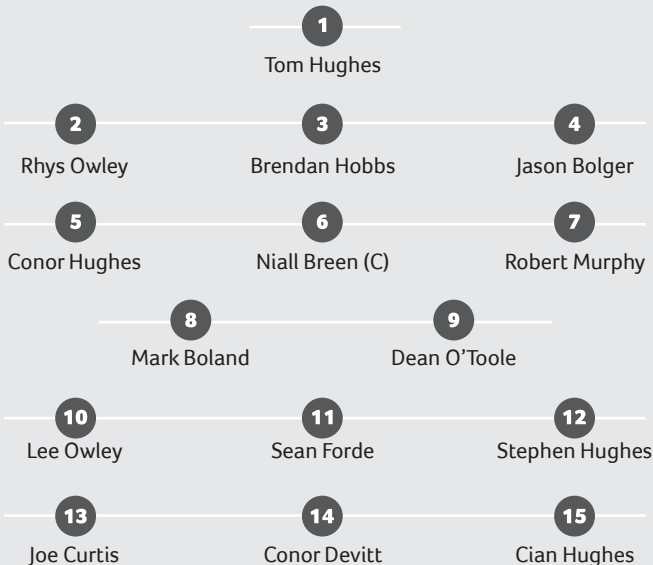 1
Tom Hughes
2 3 4
Rhys Owley Brendan Hobbs Jason Bolger
5 6 7
Conor Hughes Niall Breen (C) Robert Murphy
8 9
Mark Boland Dean O’Toole
10 11 12
Lee Owley Sean Forde Stephen Hughes
13 14 15
Joe Curtis Conor Devitt Cian Hughes